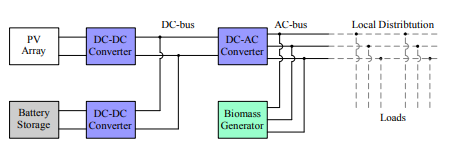 DC-bus
AC-bus
Local Distribtution
PV
Array
DC-DC
Converter
DC-AC
Converter
Battery
Storage
DC-DC
Converter
Biomass
Generator
Loads